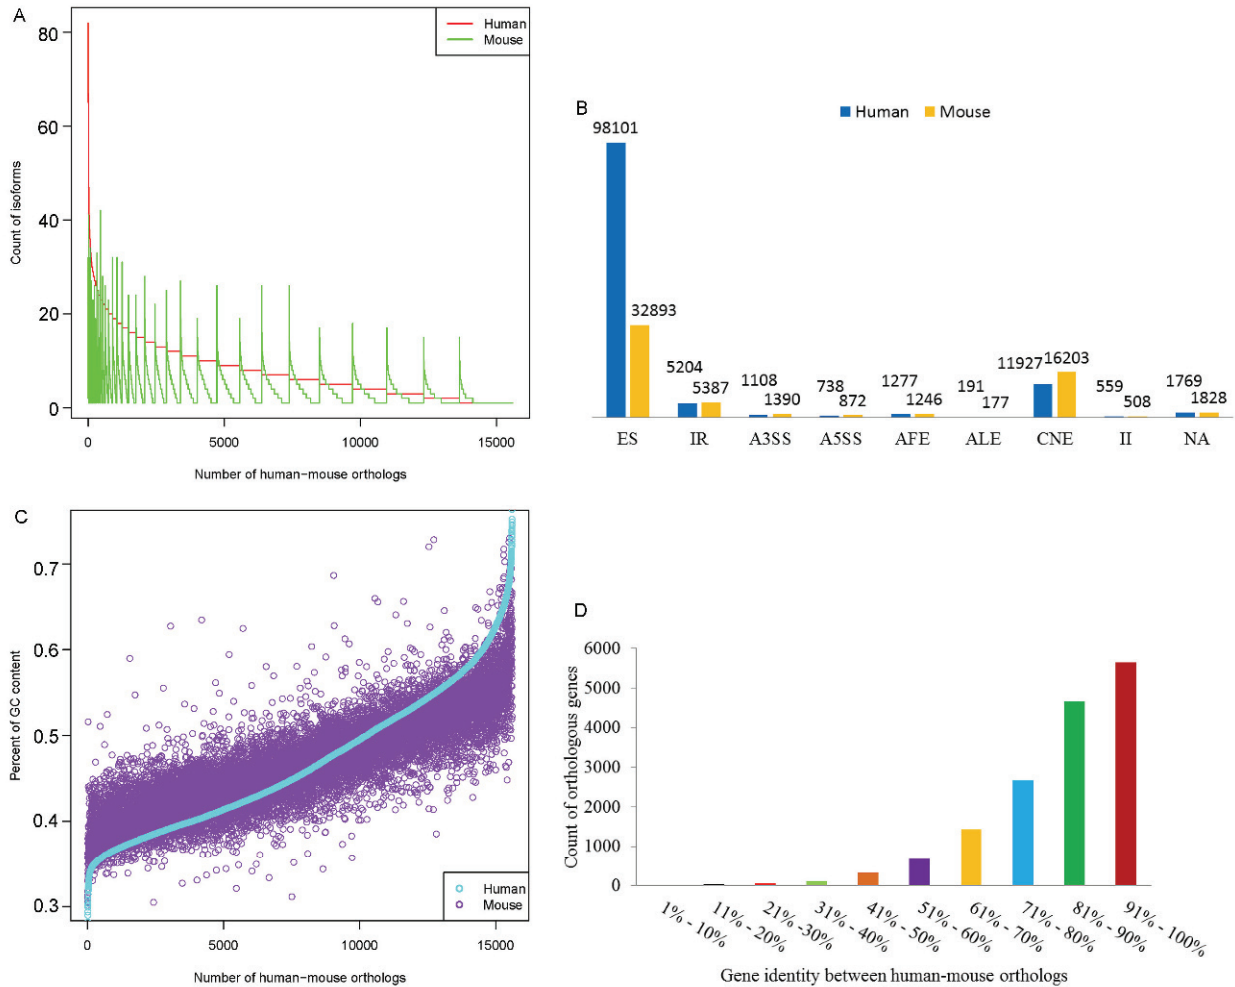 A
Human
Mouse
80
60
40
20
0
Count of isoforms
0 5000 10000 15000
Number of human−mouse orthologs
B
Human Mouse
98101
32893
5204
5387
1108
1390
738
872
1277
1246
191
177
11927
16203
559
508
1769
1828
ES IR A3SS A5SS AFE ALE CNE II NA
C
0.7
0.6
0.5
0.4
0.3
Percent of GC content
Human
Mouse
0 5000 10000 15000
Number of human−mouse orthologs
D
6000
5000
4000
3000
2000
1000
0
Count of orthologous genes
1% - 10%
11% - 20%
21% -30%
31% - 40%
41% - 50%
51% - 60%
61% - 70%
71% - 80%
81% - 90%
91% - 100%
Gene identity between human-mouse orthologs